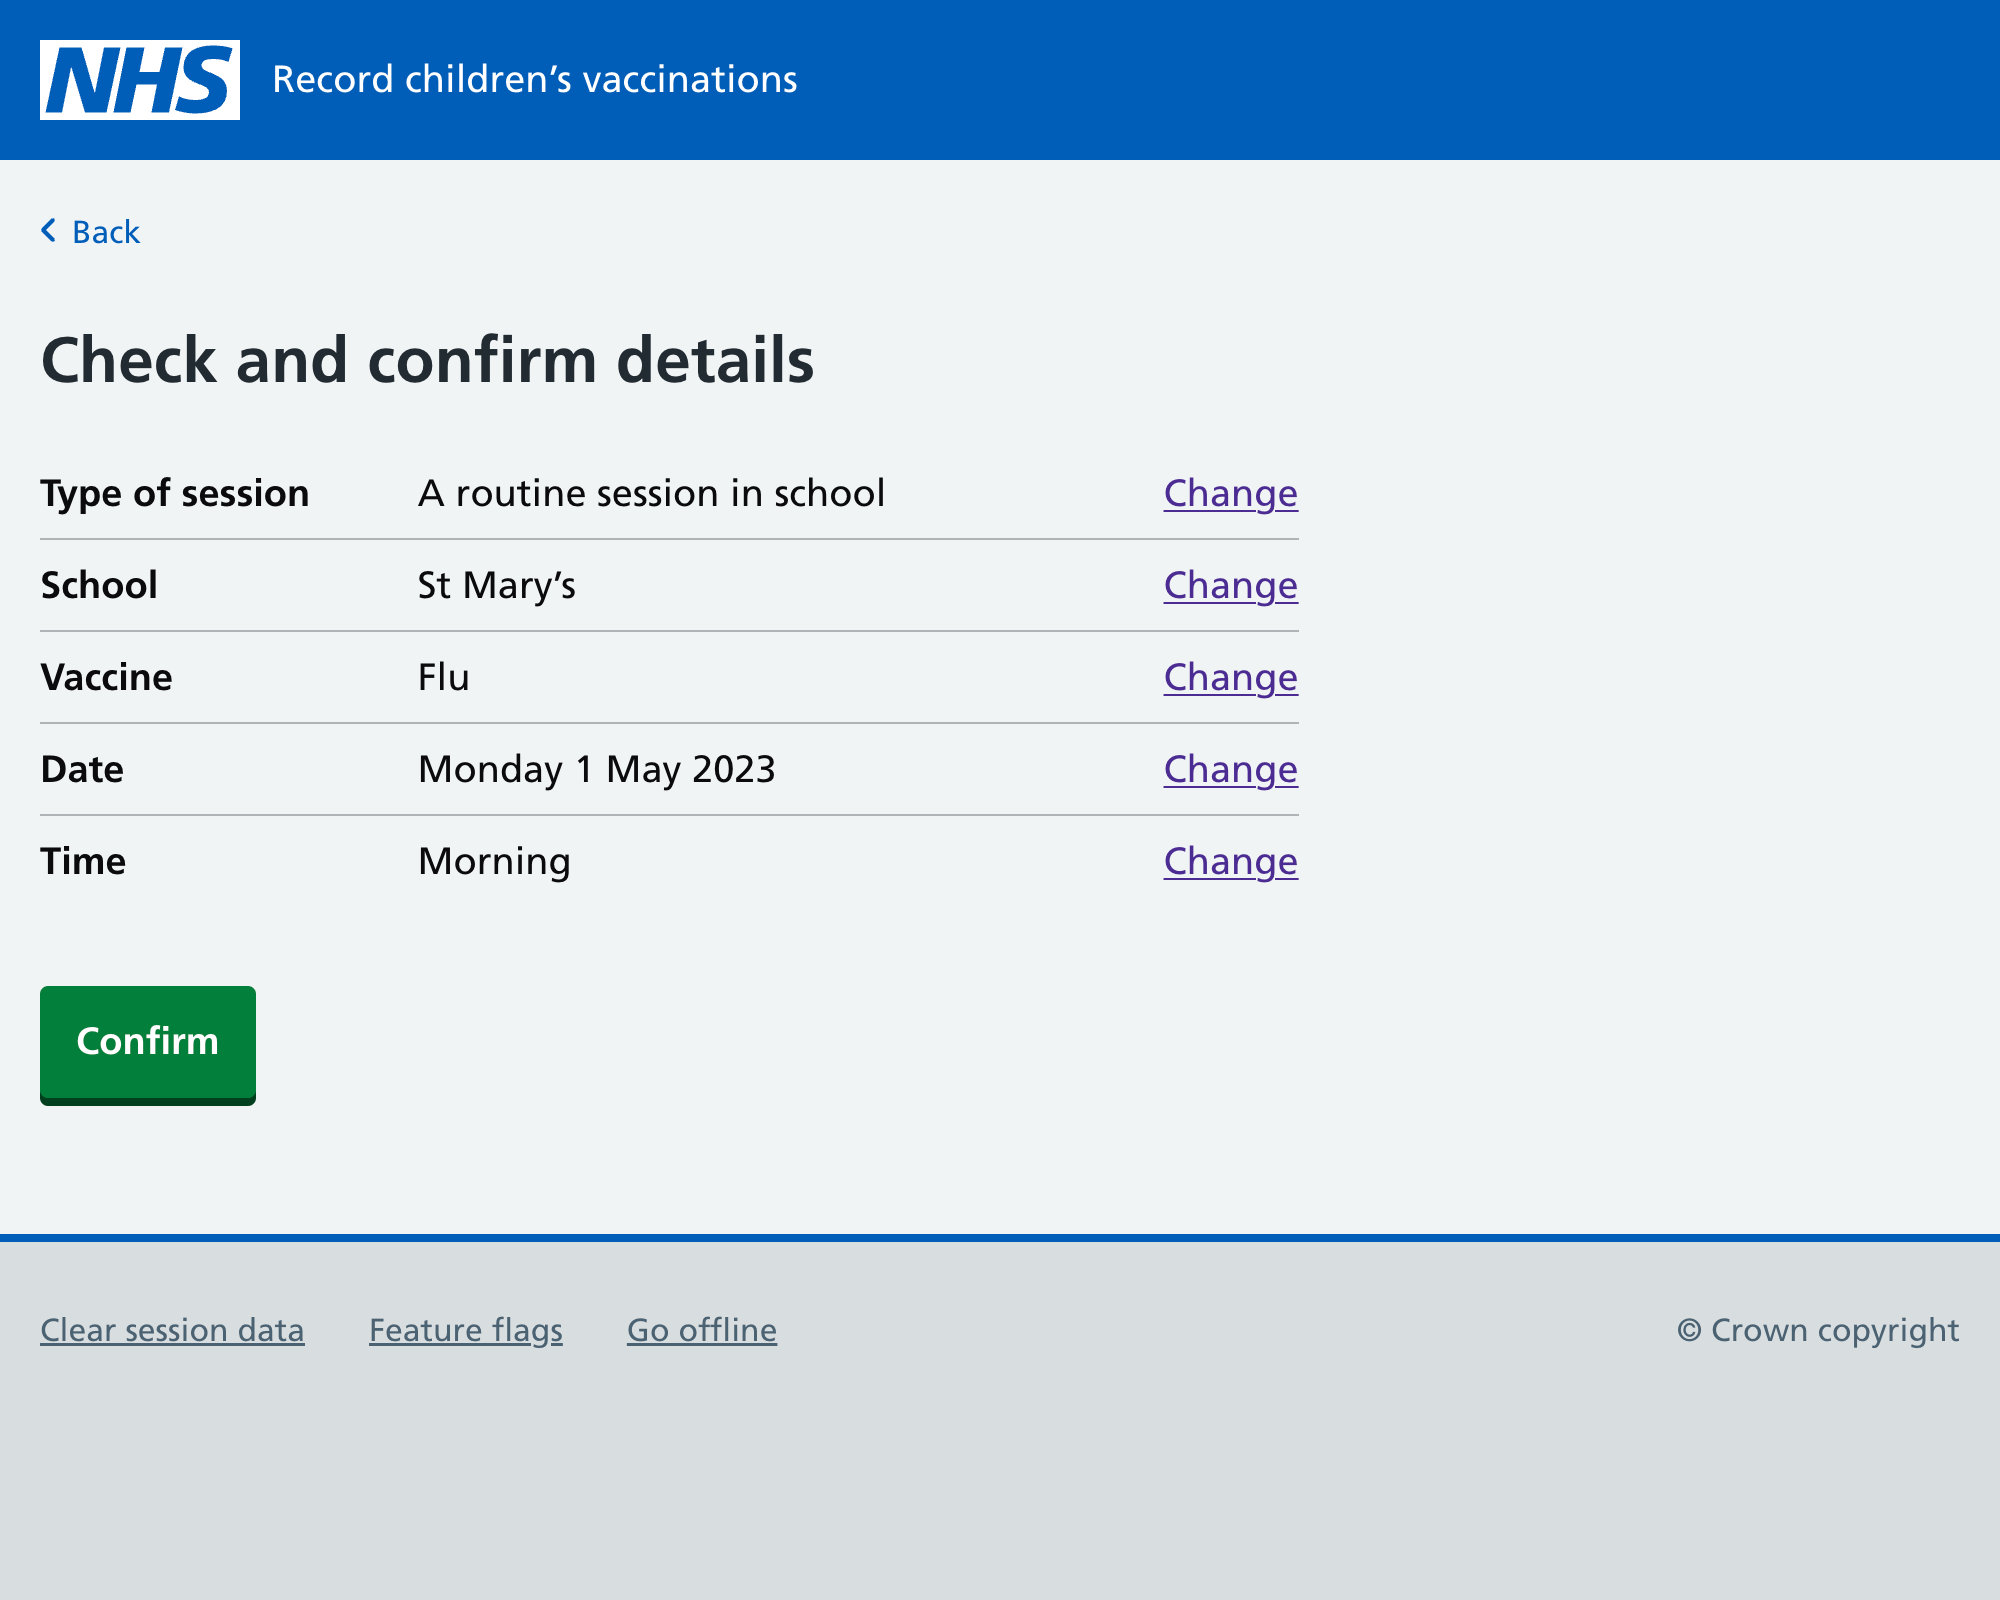 NHS Record children’s vaccinations
Back
Check and confirm details
Type of session A routine session in school Change
School St Mary’s Change
Vaccine Flu Change
Date Monday 1 May 2023 Change
Time Morning Change
Confirm
Clear session data Feature flags Go offline © Crown copyright